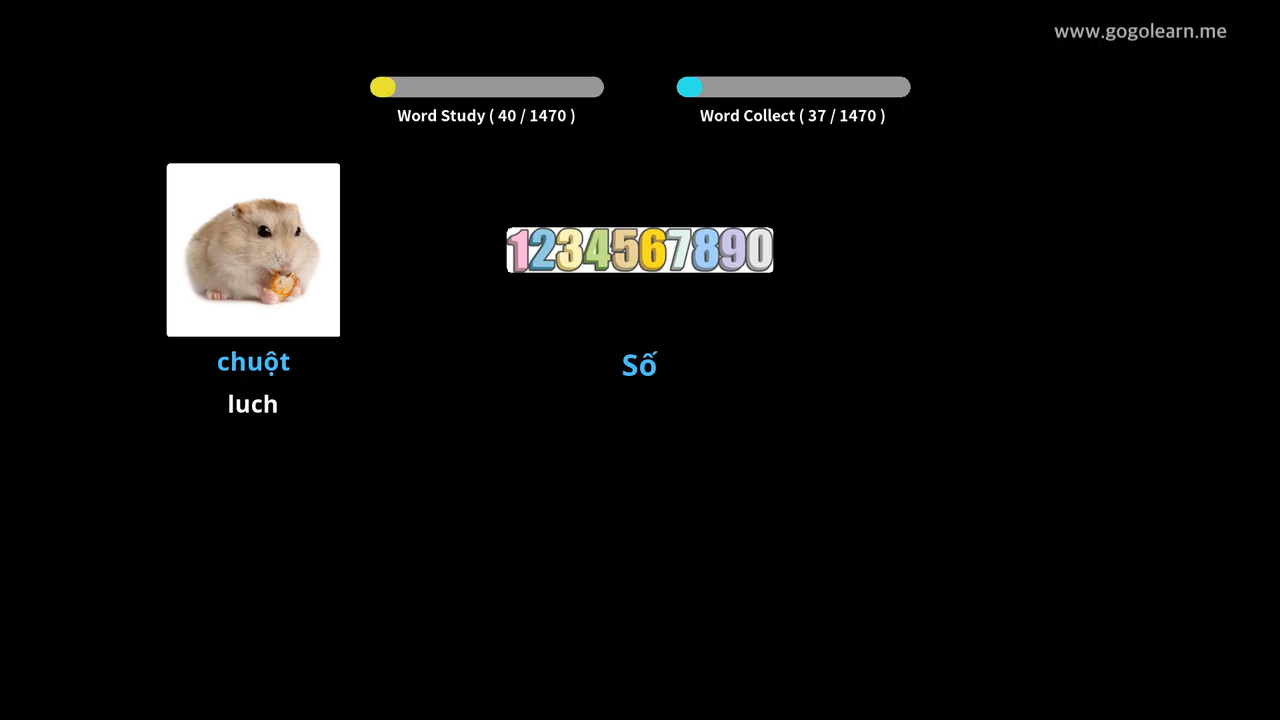 www.gogolearn.me
Word Study ( 40 / 1470 )
Word Collect ( 37 / 1470 )
1234567890
chuột
Số
luch